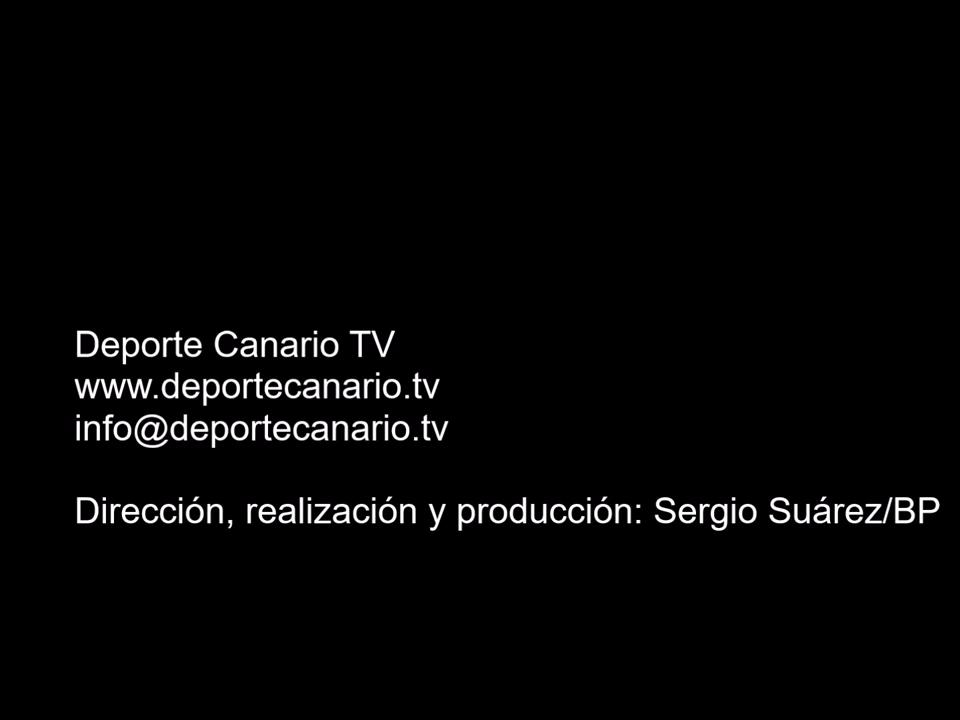 Deporte Canario TV
www.deportecanario.tv
info@deportecanario.tv
Dirección, realización y producción: Sergio Suárez/BP